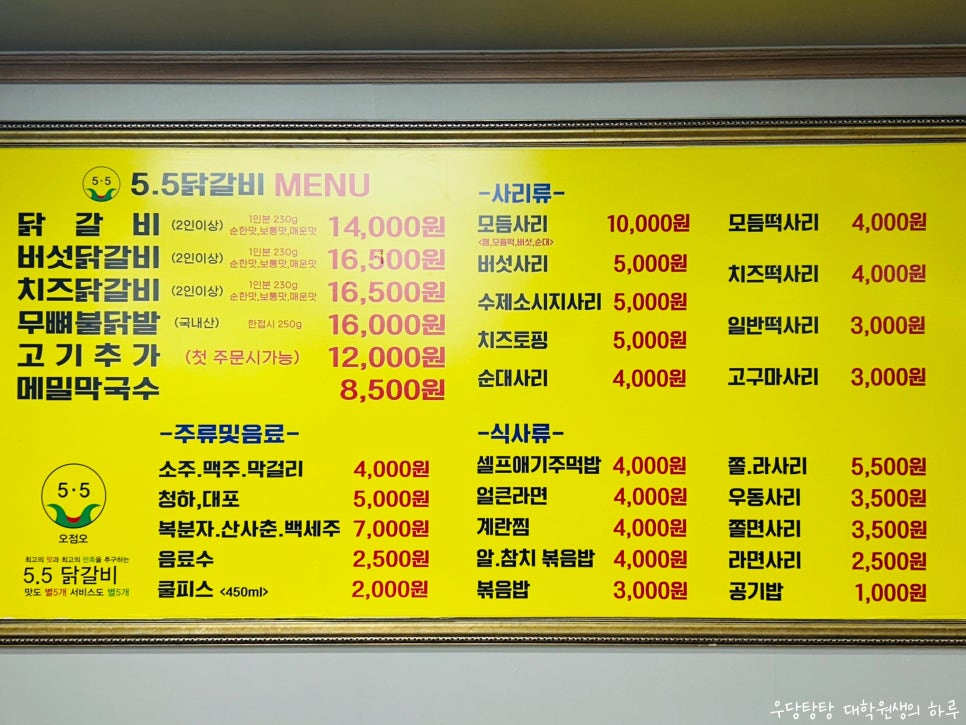 5·5 5.5닭갈비 MENU
닭 갈 비 (2인이상) 1인분 230g 순한맛,보통맛,매운맛 14,000원
버섯닭갈비 (2인이상) 1인분 230g 순한맛,보통맛,매운맛 16,500원
치즈닭갈비 (2인이상) 1인분 230g 순한맛,보통맛,매운맛 16,500원
무뼈불닭발 (국내산) 한접시 250g 16,000원
고 기 추 가 (첫 주문시가능) 12,000원
메밀막국수 8,500원
-사리류-
모듬사리 10,000원
<햄,모듬떡,버섯,순대>
버섯사리 5,000원
수제소시지사리 5,000원
치즈토핑 5,000원
순대사리 4,000원
모듬떡사리 4,000원
치즈떡사리 4,000원
일반떡사리 3,000원
고구마사리 3,000원
-주류및음료-
소주.맥주.막걸리 4,000원
청하,대포 5,000원
복분자.산사춘.백세주 7,000원
음료수 2,500원
쿨피스 <450ml> 2,000원
-식사류-
셀프애기주먹밥 4,000원
얼큰라면 4,000원
계란찜 4,000원
알.참치 볶음밥 4,000원
볶음밥 3,000원
쫄.라사리 5,500원
우동사리 3,500원
쫄면사리 3,500원
라면사리 2,500원
공기밥 1,000원
5·5
오점오
최고의 맛과 최고의 만족을 추구하는
5.5 닭갈비
맛도 별5개 서비스도 별5개
우당탕탕 대학원생의 하루